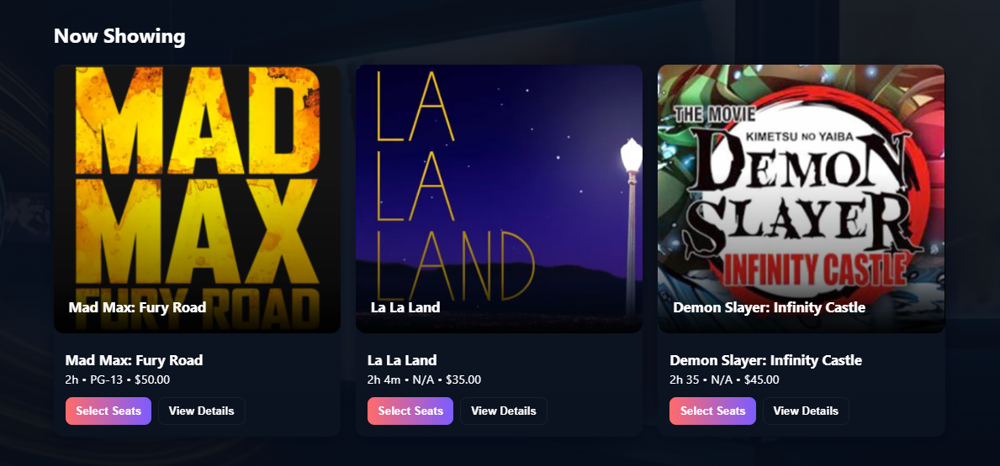 Now Showing
MAD
MAX
FURY ROAD
Mad Max: Fury Road
Mad Max: Fury Road
2h • PG-13 • $50.00
Select Seats
View Details
LA
LA
LAND
La La Land
La La Land
2h 4m • N/A • $35.00
Select Seats
View Details
THE MOVIE
KIMETSU NO YAIBA
DEMON
SLAYER
INFINITY CASTLE
Demon Slayer: Infinity Castle
Demon Slayer: Infinity Castle
2h 35 • N/A • $45.00
Select Seats
View Details